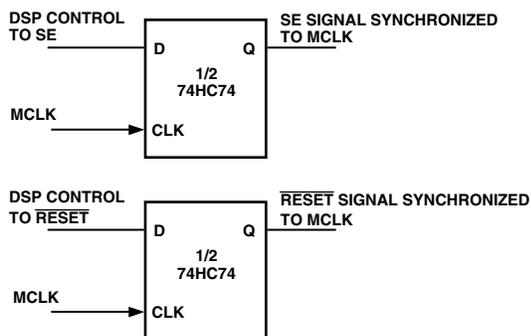 DSP CONTROL
TO SE
SE SIGNAL SYNCHRONIZED
TO MCLK
D
Q
1/2
74HC74
MCLK
CLK
DSP CONTROL
TO RESET
RESET SIGNAL SYNCHRONIZED
TO MCLK
D
Q
1/2
74HC74
MCLK
CLK